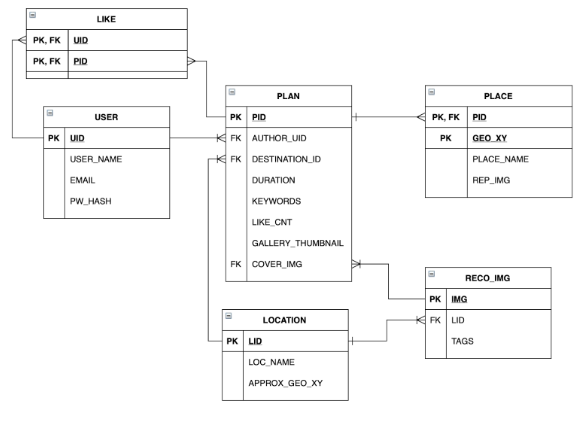 LIKE
PK, FK UID
PK, FK PID
USER
PK UID
USER_NAME
EMAIL
PW_HASH
PLAN
PK PID
FK AUTHOR_UID
FK DESTINATION_ID
DURATION
KEYWORDS
LIKE_CNT
GALLERY_THUMBNAIL
FK COVER_IMG
PLACE
PK, FK PID
PK GEO_XY
PLACE_NAME
REP_IMG
RECO_IMG
PK IMG
FK LID
TAGS
LOCATION
PK LID
LOC_NAME
APPROX_GEO_XY